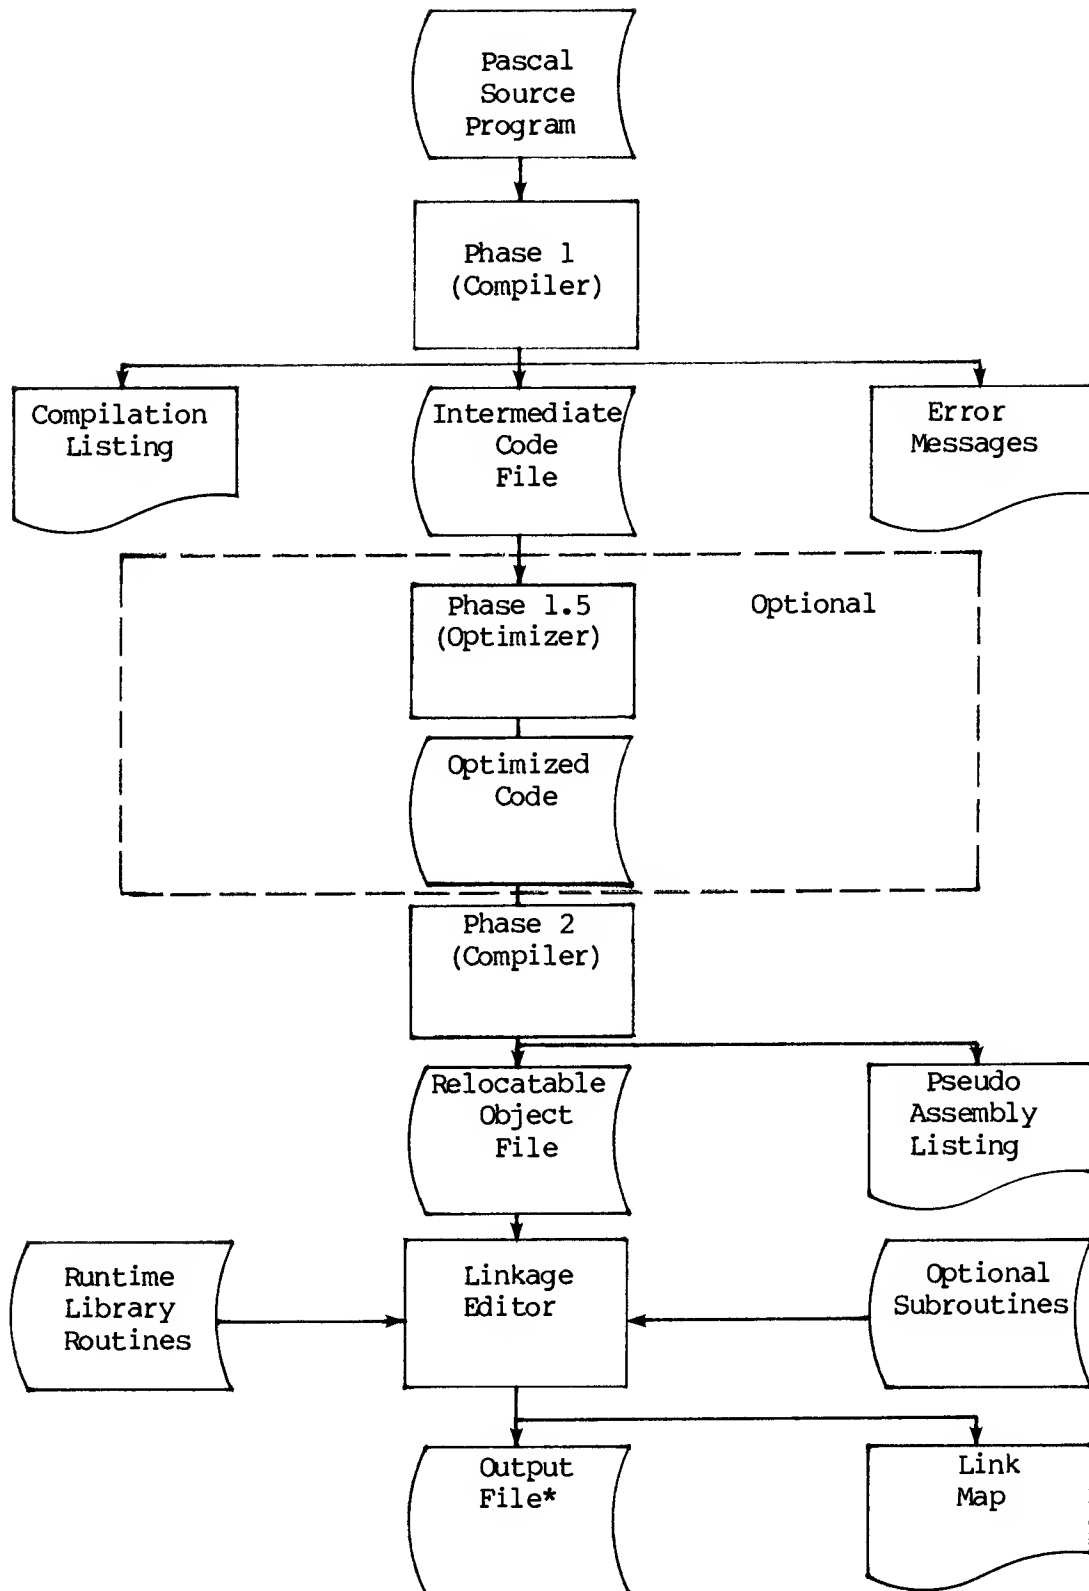 Pascal
Source
Program
Phase 1
(Compiler)
Compilation
Listing
Intermediate
Code
File
Error
Messages
Phase 1.5
(Optimizer)
Optional
Optimized
Code
Phase 2
(Compiler)
Relocatable
Object
File
Pseudo
Assembly
Listing
Runtime
Library
Routines
Linkage
Editor
Optional
Subroutines
Output
File*
Link
Map